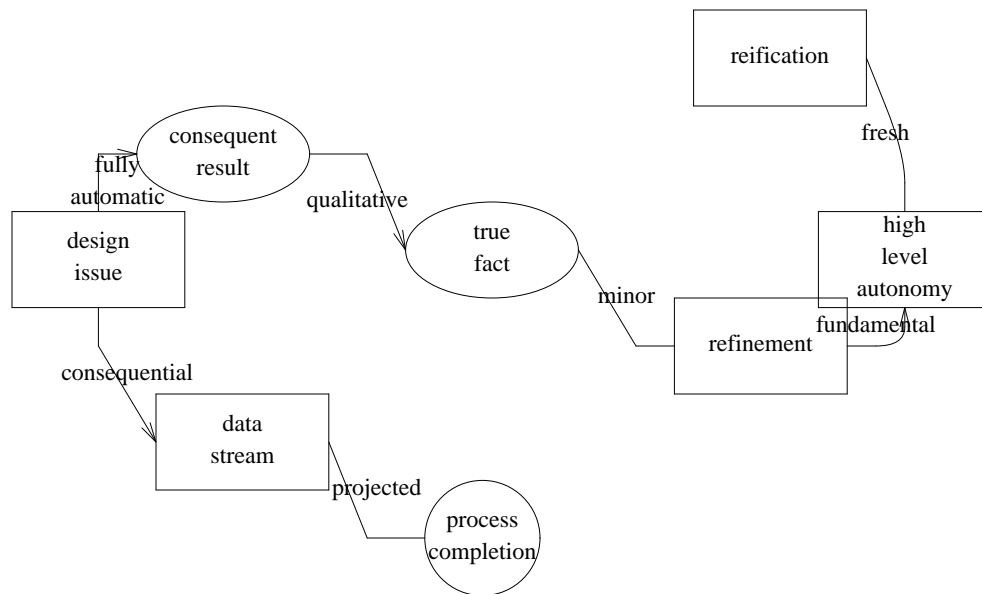 reification
fresh
consequent
result
fully
automatic
qualitative
design
issue
true
fact
high
level
autonomy
minor
refinement
fundamental
consequential
data
stream
projected
process
completion